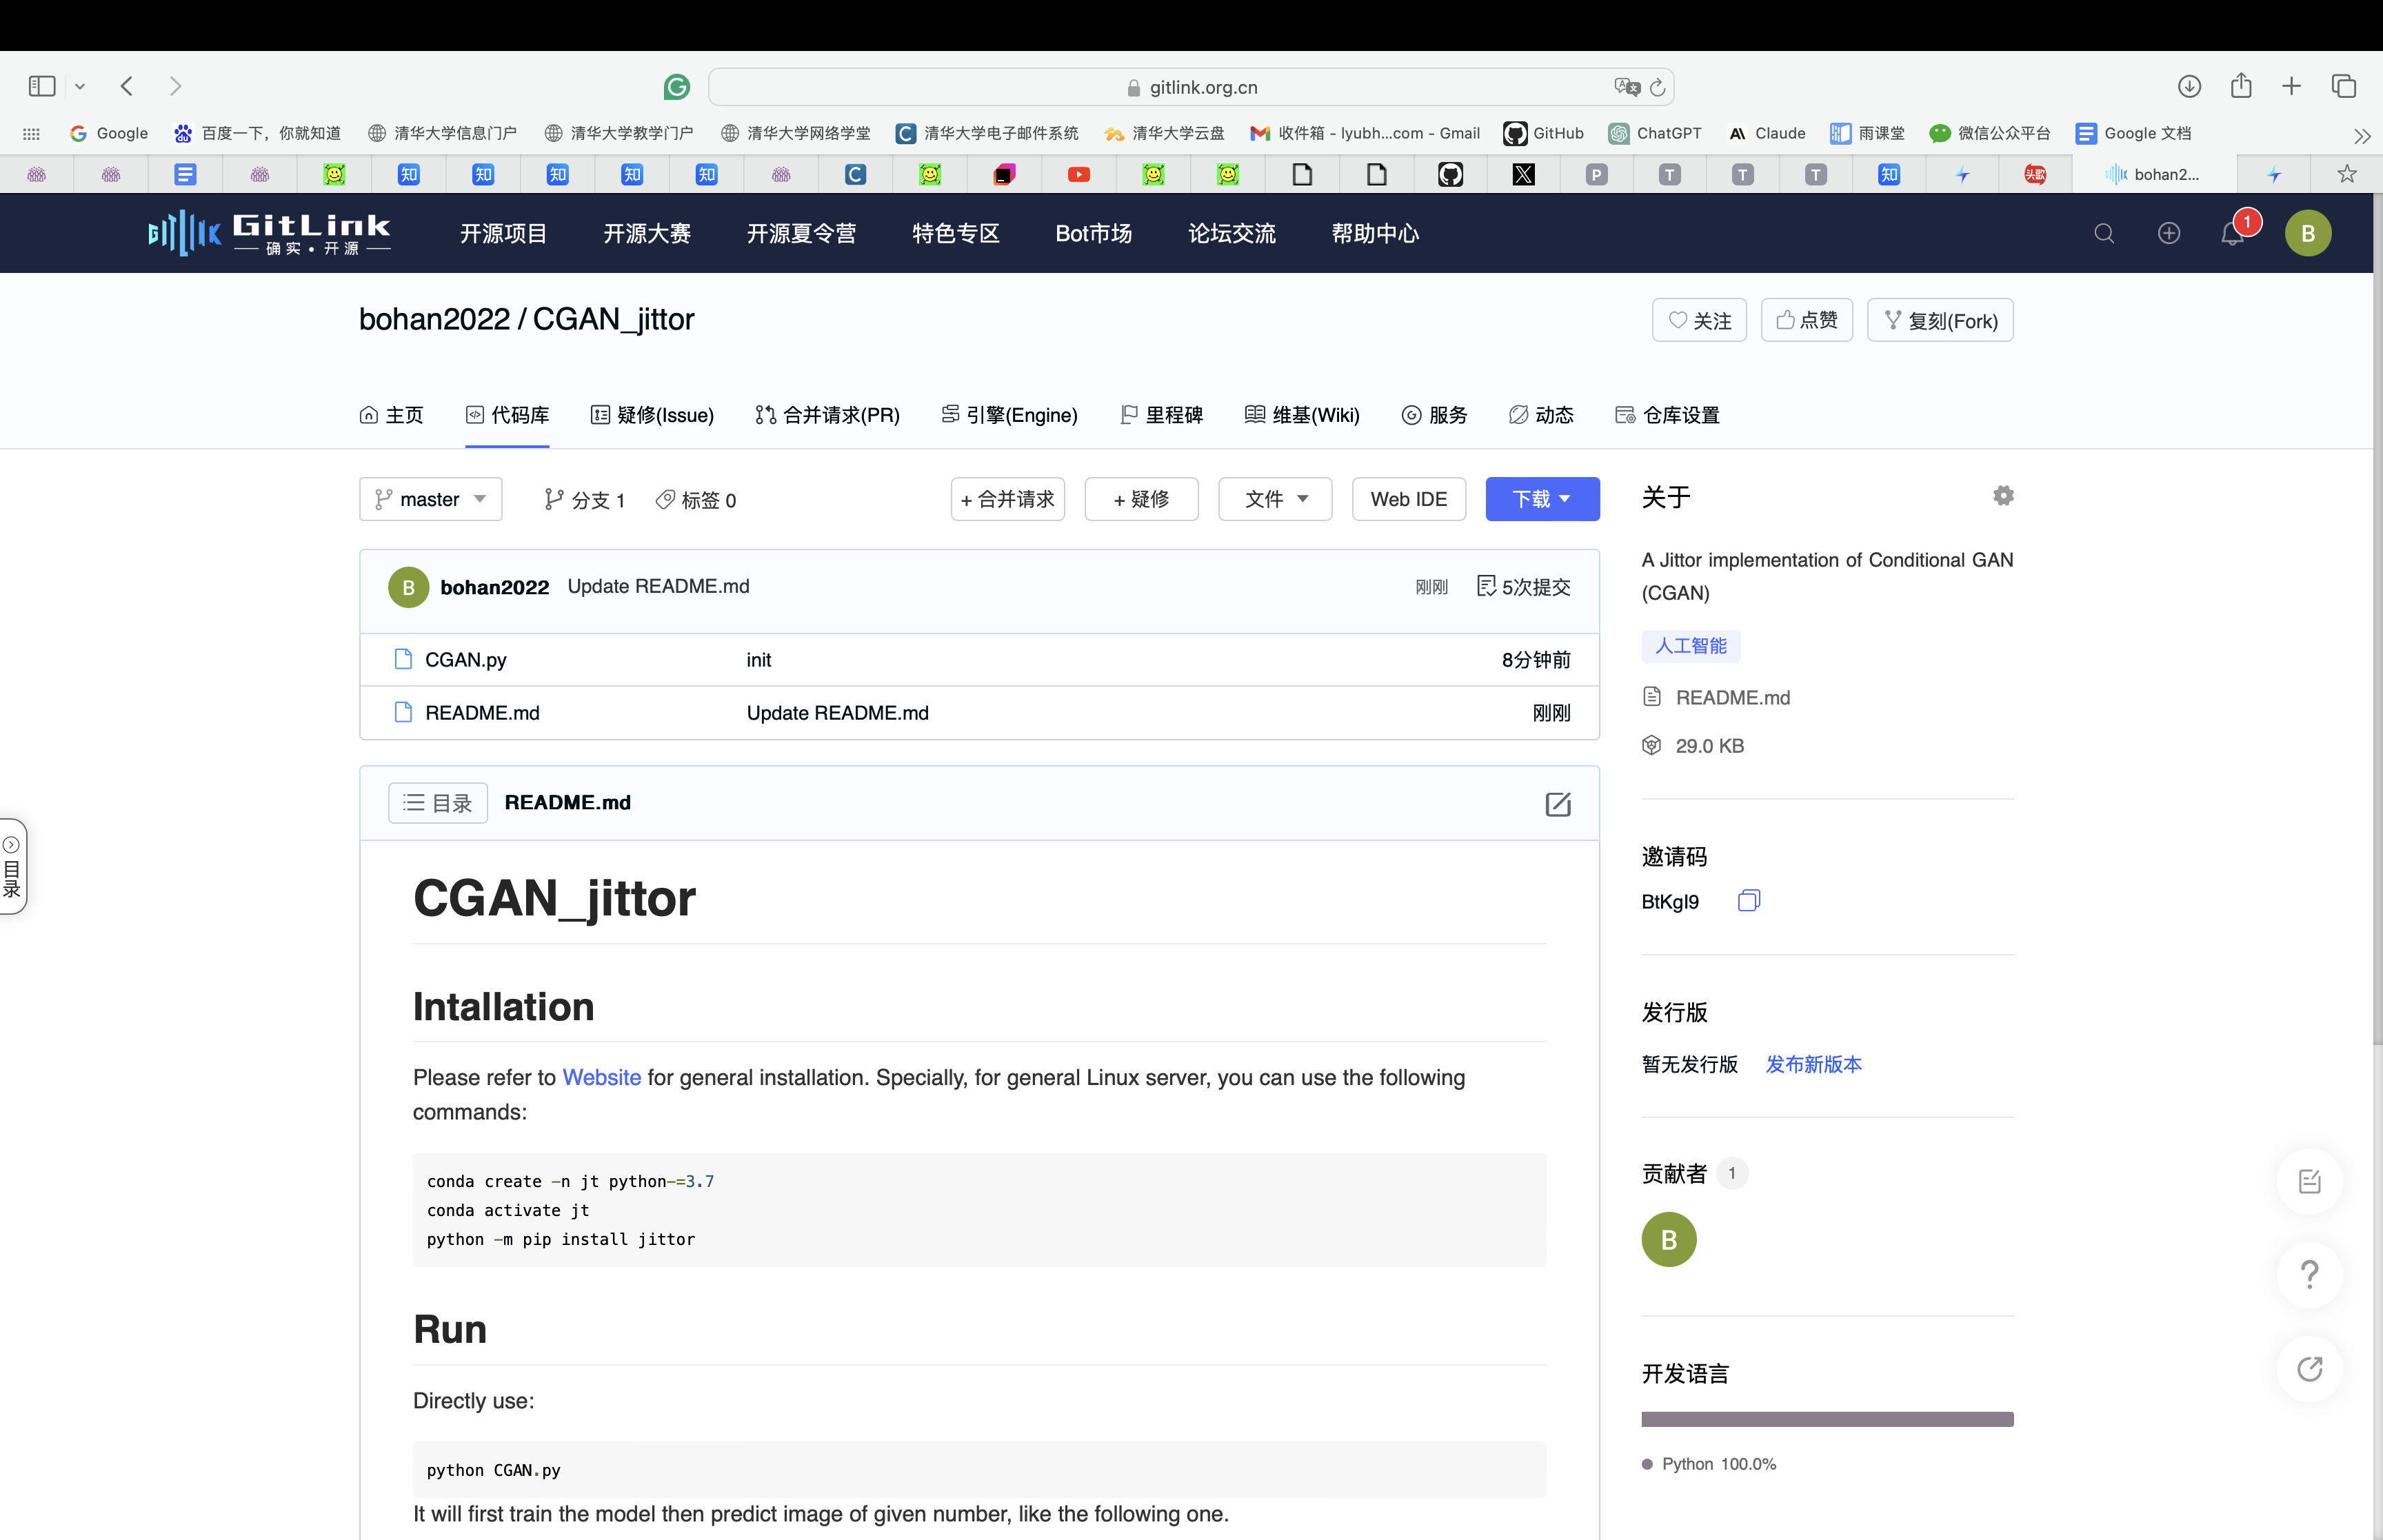 gitlink.org.cn
Google
百度一下，你就知道
清华大学信息门户
清华大学教学门户
清华大学网络学堂
清华大学电子邮件系统
清华大学云盘
收件箱 - lyubh...com - Gmail
GitHub
ChatGPT
Claude
雨课堂
微信公众平台
Google 文档
知 知 知 知 知 C P T T T 知 头歌 bohan2...
GitLink
确实•开源
开源项目 开源大赛 开源夏令营 特色专区 Bot市场 论坛交流 帮助中心
1
B
bohan2022 / CGAN_jittor
关注 点赞 复刻(Fork)
主页 代码库 疑修(Issue) 合并请求(PR) 引擎(Engine) 里程碑 维基(Wiki) 服务 动态 仓库设置
master 分支 1 标签 0 + 合并请求 + 疑修 文件 Web IDE 下载
B bohan2022 Update README.md 刚刚 5次提交
CGAN.py init 8分钟前
README.md Update README.md 刚刚
目录 README.md
CGAN_jittor
Intallation
Please refer to Website for general installation. Specially, for general Linux server, you can use the following
commands:
conda create -n jt python-=3.7
conda activate jt
python -m pip install jittor
Run
Directly use:
python CGAN.py
It will first train the model then predict image of given number, like the following one.
关于
A Jittor implementation of Conditional GAN
(CGAN)
人工智能
README.md
29.0 KB
邀请码
BtKgI9
发行版
暂无发行版 发布新版本
贡献者 1
B
开发语言
Python 100.0%
目录